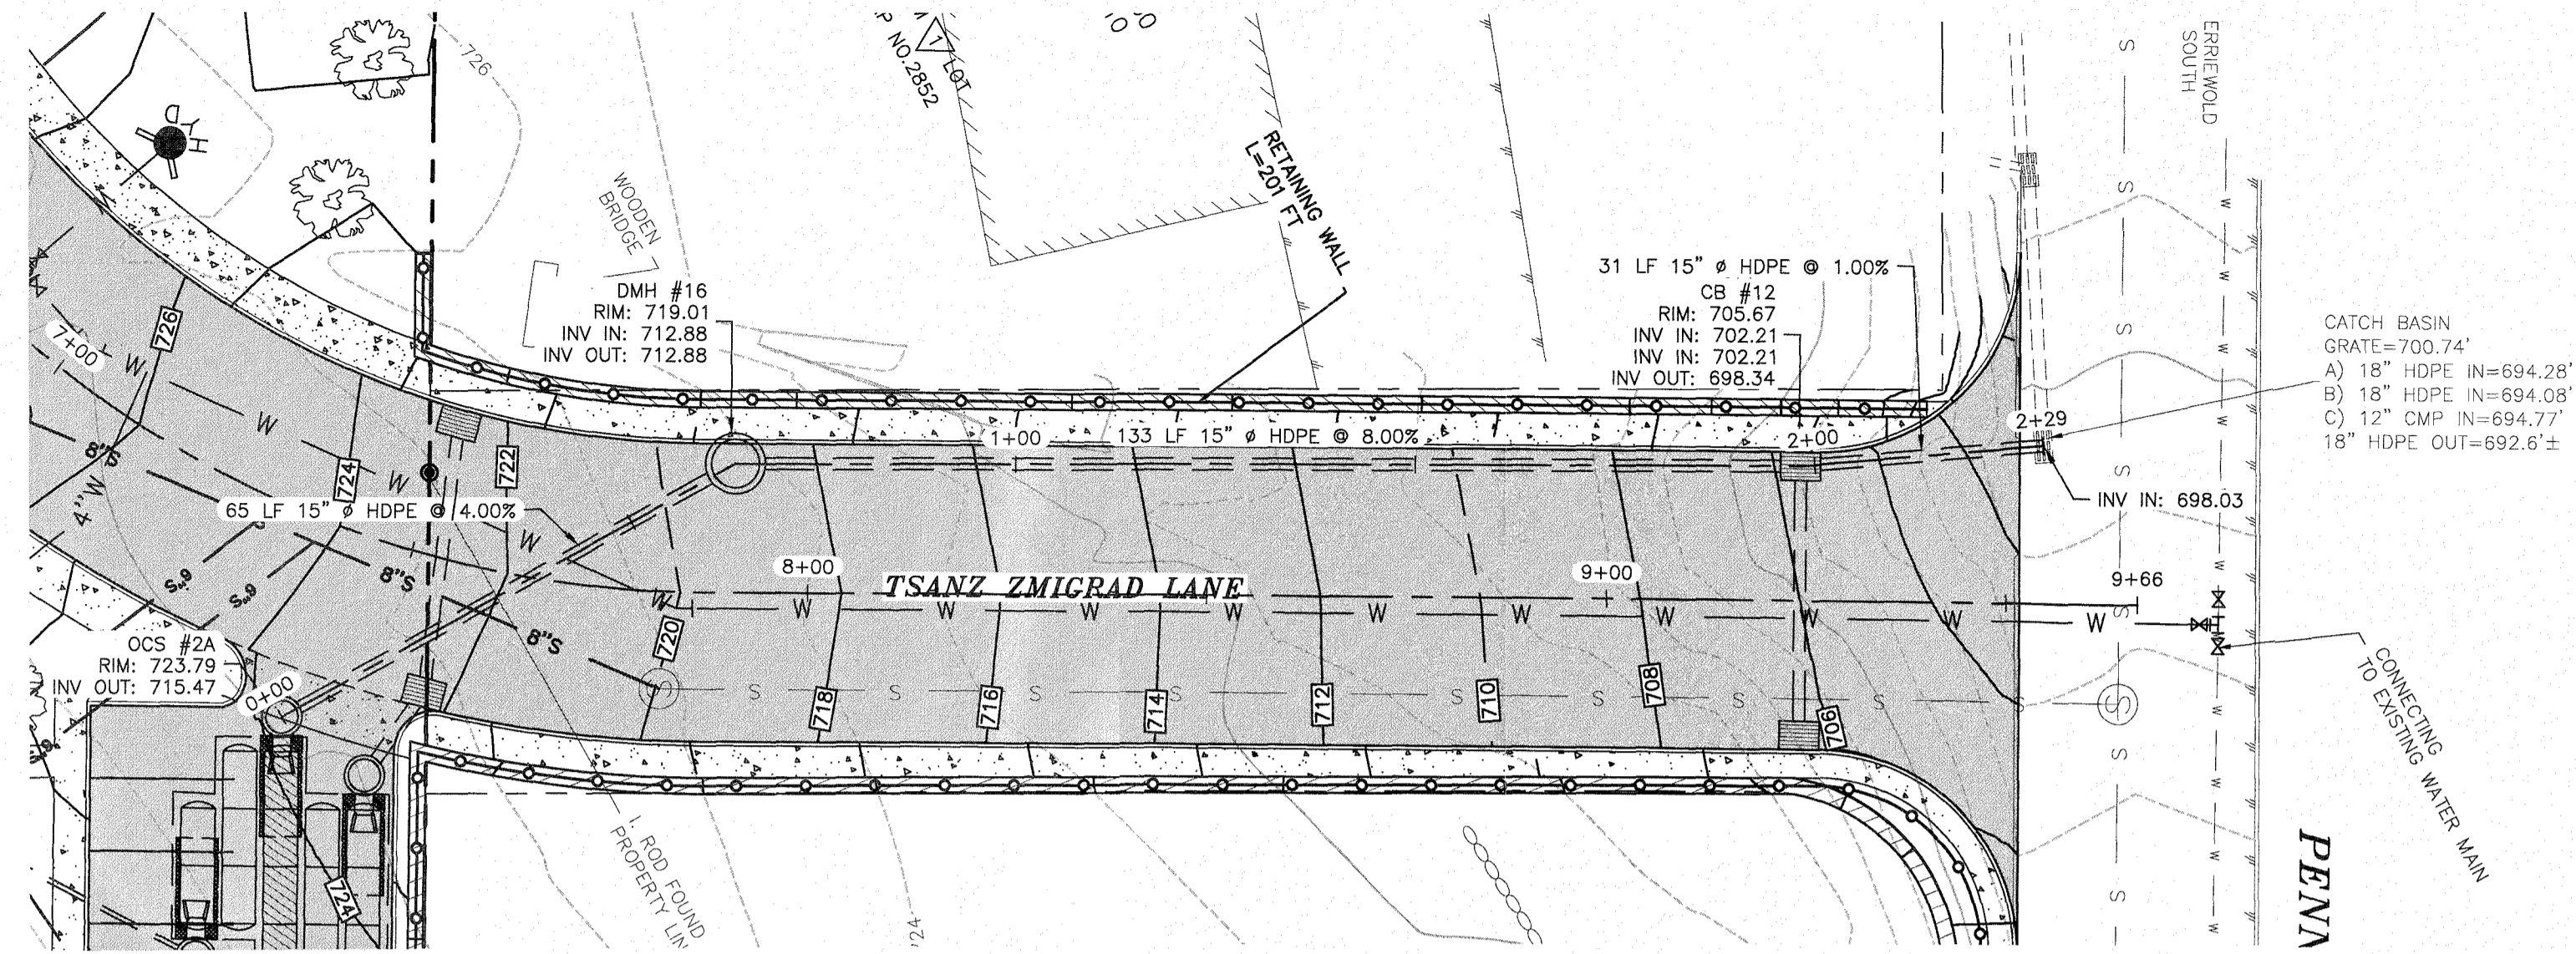 726
1
LOT
P NO.2852
WOODEN
BRIDGE
RETAINING WALL
L=201 FT
ERRIEWOLD
SOUTH
HYD
DMH #16
RIM: 719.01
INV IN: 712.88
INV OUT: 712.88
31 LF 15" ø HDPE @ 1.00%
CB #12
RIM: 705.67
INV IN: 702.21
INV IN: 702.21
INV OUT: 698.34
CATCH BASIN
GRATE=700.74'
A) 18" HDPE IN=694.28'
B) 18" HDPE IN=694.08'
C) 12" CMP IN=694.77'
18" HDPE OUT=692.6'±
7+00
726
724
722
1+00
133 LF 15" ø HDPE @ 8.00%
2+00
2+29
INV IN: 698.03
8"S
4"W
65 LF 15" ø HDPE @ 14.00%
6"S
6"S
8"S
8"S
8+00
TSANZ ZMIGRAD LANE
9+00
9+66
OCS #2A
RIM: 723.79
INV OUT: 715.47
0+00
720
718
716
714
712
710
708
706
CONNECTING
TO EXISTING WATER MAIN
I. ROD FOUND
PROPERTY LIN
724
724
PENN